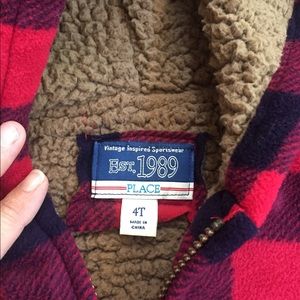 Vintage Inspired Sportswear
EST. 1989
PLACE
4T
MADE IN
CHINA